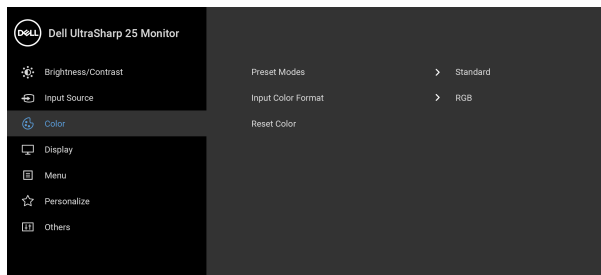 DELL Dell UltraSharp 25 Monitor
Brightness/Contrast
Preset Modes Standard
Input Source
Input Color Format RGB
Color
Reset Color
Display
Menu
Personalize
Others